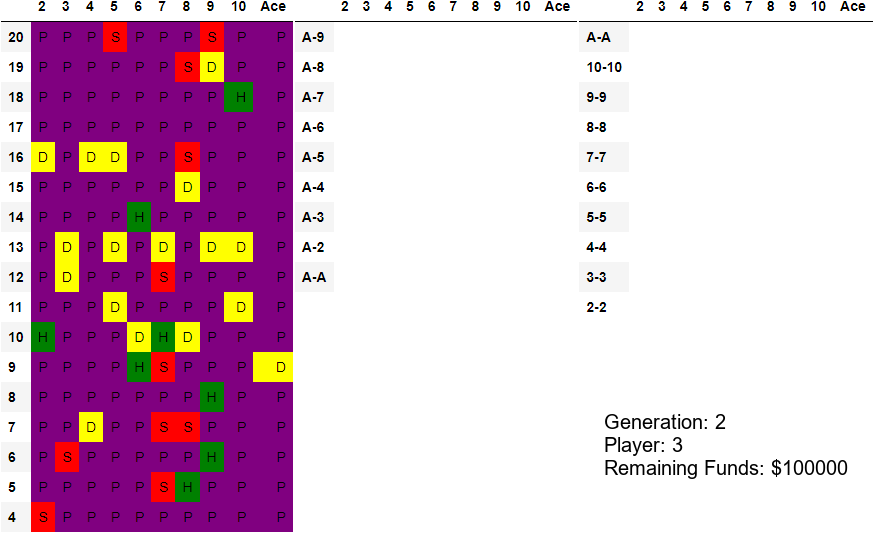 2 3 4 5 6 7 8 9 10 Ace 2 3 4 5 6 7 8 9 10 Ace 2 3 4 5 6 7 8 9 10 Ace
20 P P P S P P P S P P A-9 A-A
19 P P P P P P S D P P A-8 10-10
18 P P P P P P P P H P A-7 9-9
17 P P P P P P P P P P A-6 8-8
16 D P D D P P S P P P A-5 7-7
15 P P P P P P D P P P A-4 6-6
14 P P P P H P P P P P A-3 5-5
13 P D P D P D P D D P A-2 4-4
12 P D P P P S P P P P A-A 3-3
11 P P P D P P P P D P 2-2
10 H P P P D H D P P P
9 P P P P H S P P P D
8 P P P P P P P H P P
7 P P D P P S S P P P
6 P S P P P P P H P P
5 P P P P P S H P P P
4 S P P P P P P P P P
Generation: 2
Player: 3
Remaining Funds: $100000